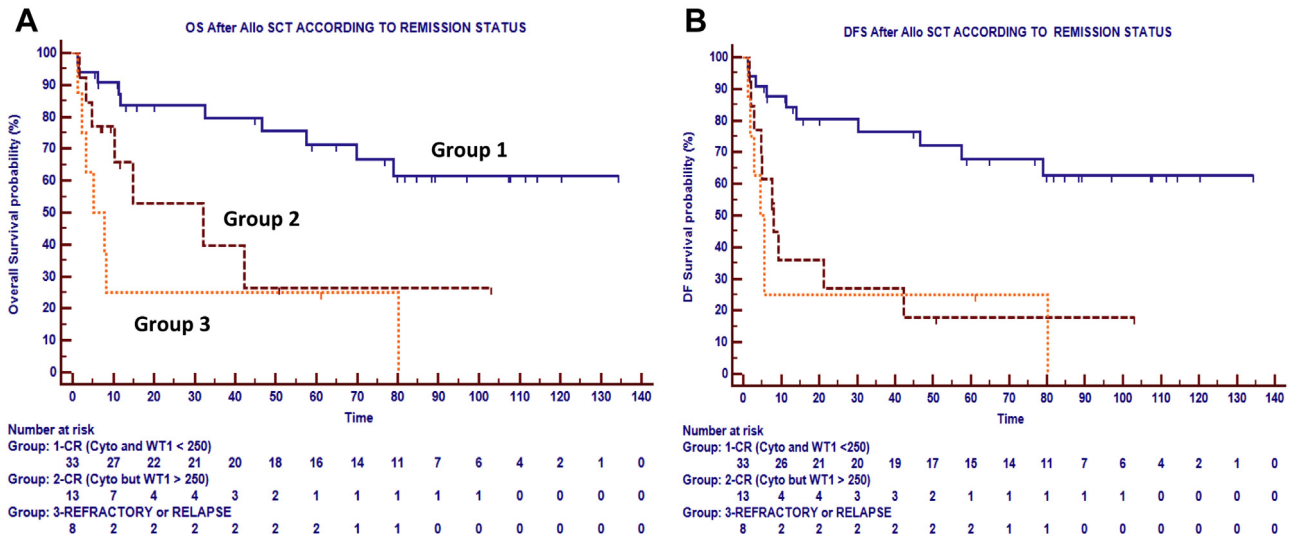 A
OS After Allo SCT ACCORDING TO REMISSION STATUS
Overall Survival probability (%)
100
90
80
70
60
50
40
30
20
10
0
Group 1
Group 2
Group 3
0 10 20 30 40 50 60 70 80 90 100 110 120 130 140
Time
Number at risk
Group: 1-CR (Cyto and WT1 < 250)
33 27 22 21 20 18 16 14 11 7 6 4 2 1 0
Group: 2-CR (Cyto but WT1 > 250)
13 7 4 4 3 2 1 1 1 1 1 0 0 0 0
Group: 3-REFRACTORY or RELAPSE
8 2 2 2 2 2 2 1 1 0 0 0 0 0 0
B
DFS After Allo SCT ACCORDING TO REMISSION STATUS
DF Survival probability (%)
100
90
80
70
60
50
40
30
20
10
0
0 10 20 30 40 50 60 70 80 90 100 110 120 130 140
Time
Number at risk
Group: 1-CR (Cyto and WT1 <250)
33 26 21 20 19 17 15 14 11 7 6 4 2 1 0
Group: 2-CR (Cyto but WT1 > 250)
13 4 4 3 3 2 1 1 1 1 1 0 0 0 0
Group: 3-REFRACTORY or RELAPSE
8 2 2 2 2 2 2 1 1 0 0 0 0 0 0